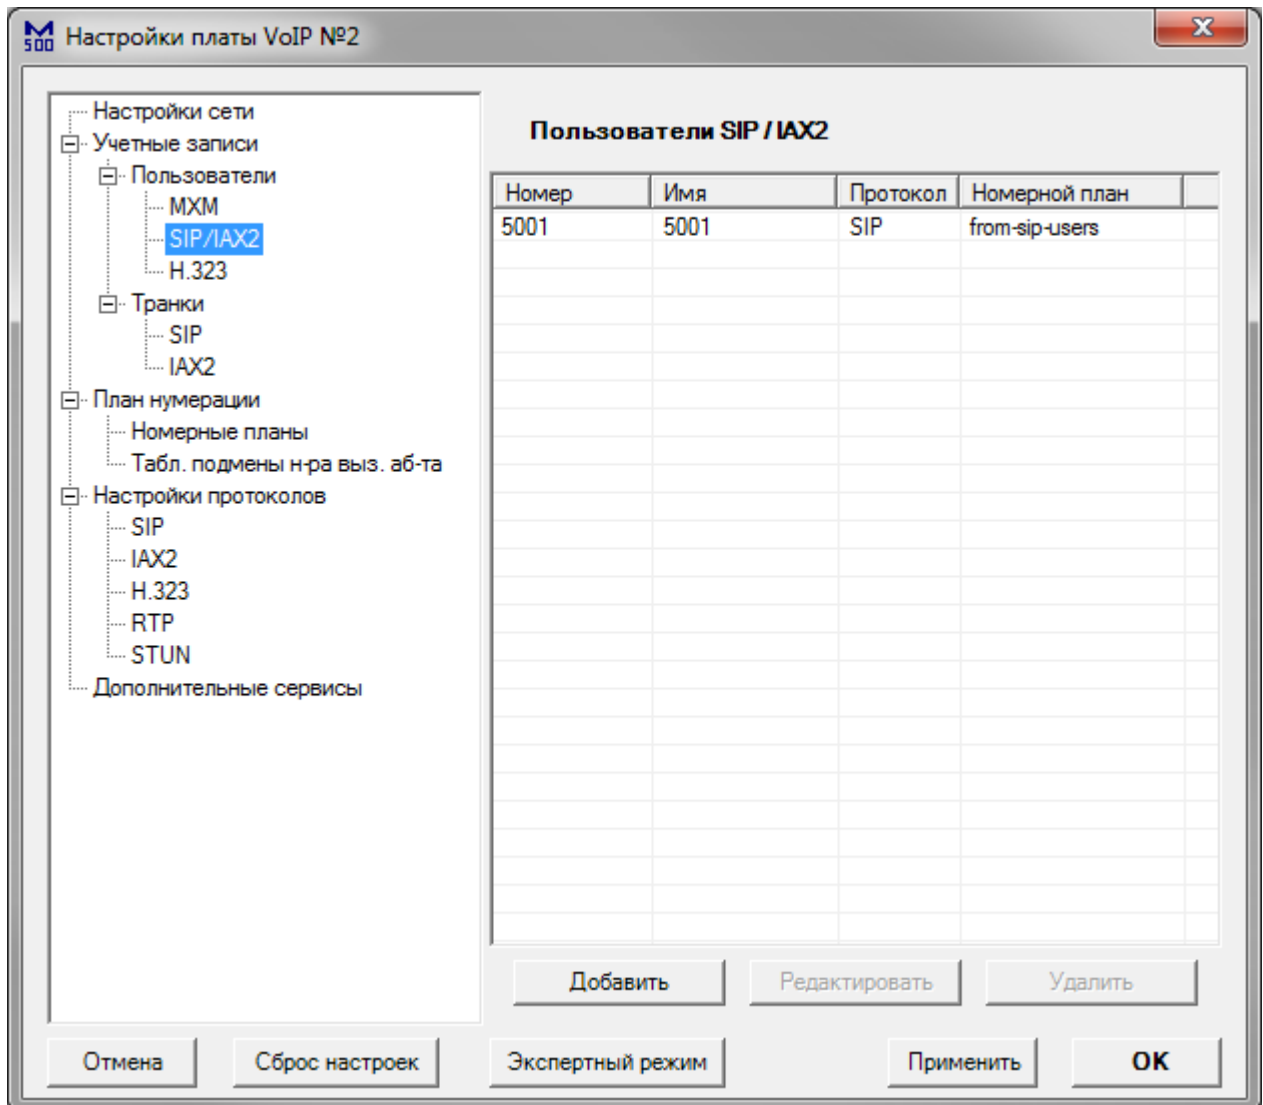 M 500 Настройки платы VoIP №2
Настройки сети
Учетные записи
Пользователи
MXM
SIP/IAX2
H.323
Транки
SIP
IAX2
План нумерации
Номерные планы
Табл. подмены н-ра выз. аб-та
Настройки протоколов
SIP
IAX2
H.323
RTP
STUN
Дополнительные сервисы
Пользователи SIP / IAX2
Номер Имя Протокол Номерной план
5001 5001 SIP from-sip-users
Добавить Редактировать Удалить
Отмена Сброс настроек Экспертный режим Применить OK